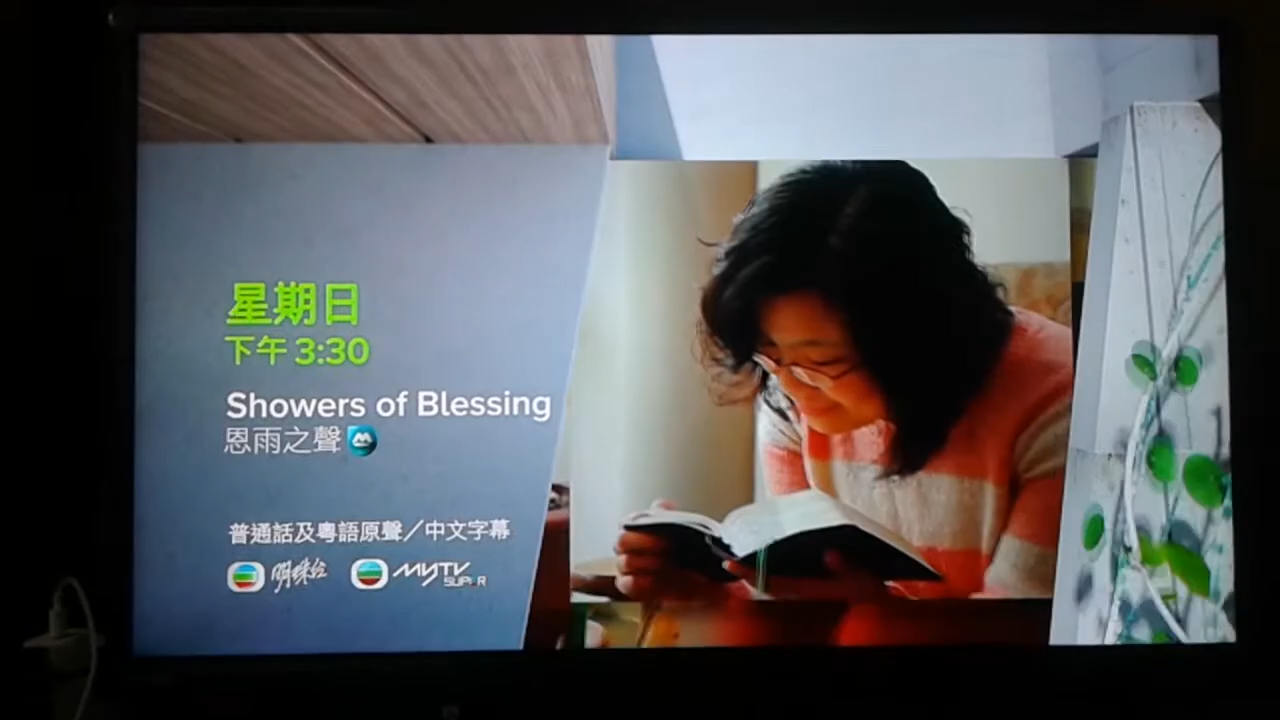 星期日
下午 3:30
Showers of Blessing
恩雨之聲
普通話及粵語原聲／中文字幕
明珠台 myTV SUPER